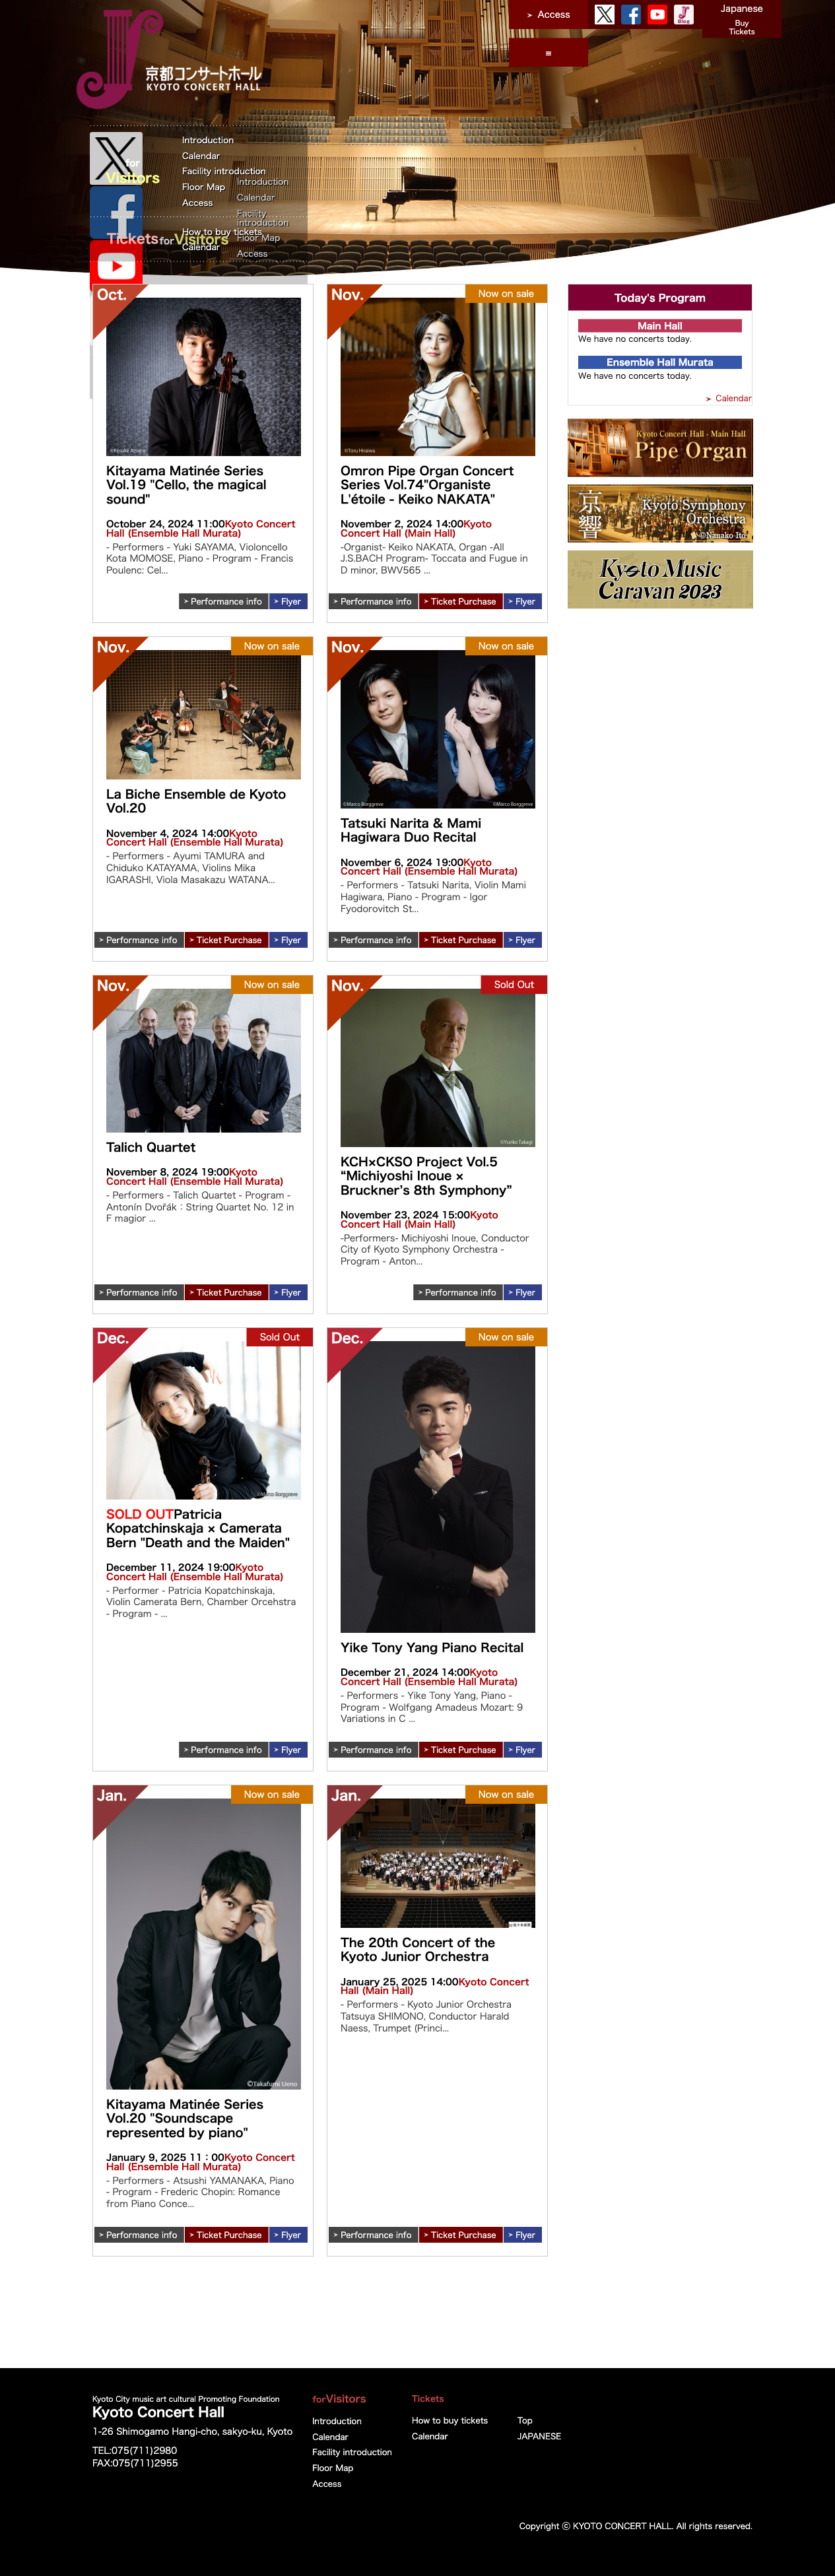 ➢ Access
Blog
Japanese
Buy
Tickets
≡
京都コンサートホール
KYOTO CONCERT HALL
for
Visitors
Introduction
Calendar
Facility introduction
Floor Map
Access
Introduction
Calendar
Facility
introduction
Floor Map
Access
Tickets
How to buy tickets
Calendar
forVisitors
Oct.
©Kosuke Atsumi
Kitayama Matinée Series
Vol.19 "Cello, the magical
sound"
October 24, 2024 11:00Kyoto Concert
Hall (Ensemble Hall Murata)
- Performers - Yuki SAYAMA, Violoncello
Kota MOMOSE, Piano - Program - Francis
Poulenc: Cel...
➢ Performance info
➢ Flyer
Nov.
Now on sale
©Toru Hiraiwa
Omron Pipe Organ Concert
Series Vol.74"Organiste
L'étoile - Keiko NAKATA"
November 2, 2024 14:00Kyoto
Concert Hall (Main Hall)
-Organist- Keiko NAKATA, Organ -All
J.S.BACH Program- Toccata and Fugue in
D minor, BWV565 ...
➢ Performance info
➢ Ticket Purchase
➢ Flyer
Today's Program
Main Hall
We have no concerts today.
Ensemble Hall Murata
We have no concerts today.
➢ Calendar
Kyoto Concert Hall - Main Hall
Pipe Organ
京響
Kyoto Symphony
Orchestra
©Nanako Ito
Kyoto Music
Caravan 2023
Nov.
Now on sale
La Biche Ensemble de Kyoto
Vol.20
November 4, 2024 14:00Kyoto
Concert Hall (Ensemble Hall Murata)
- Performers - Ayumi TAMURA and
Chiduko KATAYAMA, Violins Mika
IGARASHI, Viola Masakazu WATANA...
➢ Performance info
➢ Ticket Purchase
➢ Flyer
Nov.
Now on sale
©Marco Borggreve
©Marco Borggreve
Tatsuki Narita & Mami
Hagiwara Duo Recital
November 6, 2024 19:00Kyoto
Concert Hall (Ensemble Hall Murata)
- Performers - Tatsuki Narita, Violin Mami
Hagiwara, Piano - Program - Igor
Fyodorovitch St...
➢ Performance info
➢ Ticket Purchase
➢ Flyer
Nov.
Now on sale
Talich Quartet
November 8, 2024 19:00Kyoto
Concert Hall (Ensemble Hall Murata)
- Performers - Talich Quartet - Program -
Antonín Dvořák：String Quartet No. 12 in
F magior ...
➢ Performance info
➢ Ticket Purchase
➢ Flyer
Nov.
Sold Out
©Yuriko Takagi
KCH×CKSO Project Vol.5
“Michiyoshi Inoue ×
Bruckner’s 8th Symphony”
November 23, 2024 15:00Kyoto
Concert Hall (Main Hall)
-Performers- Michiyoshi Inoue, Conductor
City of Kyoto Symphony Orchestra -
Program - Anton...
➢ Performance info
➢ Flyer
Dec.
Sold Out
©Marco Borggreve
SOLD OUTPatricia
Kopatchinskaja × Camerata
Bern "Death and the Maiden"
December 11, 2024 19:00Kyoto
Concert Hall (Ensemble Hall Murata)
- Performer - Patricia Kopatchinskaja,
Violin Camerata Bern, Chamber Orcehstra
- Program - ...
➢ Performance info
➢ Flyer
Dec.
Now on sale
Yike Tony Yang Piano Recital
December 21, 2024 14:00Kyoto
Concert Hall (Ensemble Hall Murata)
- Performers - Yike Tony Yang, Piano -
Program - Wolfgang Amadeus Mozart: 9
Variations in C ...
➢ Performance info
➢ Ticket Purchase
➢ Flyer
Jan.
Now on sale
©Takafumi Ueno
Kitayama Matinée Series
Vol.20 "Soundscape
represented by piano"
January 9, 2025 11：00Kyoto Concert
Hall (Ensemble Hall Murata)
- Performers - Atsushi YAMANAKA, Piano
- Program - Frederic Chopin: Romance
from Piano Conce...
➢ Performance info
➢ Ticket Purchase
➢ Flyer
Jan.
Now on sale
The 20th Concert of the
Kyoto Junior Orchestra
January 25, 2025 14:00Kyoto Concert
Hall (Main Hall)
- Performers - Kyoto Junior Orchestra
Tatsuya SHIMONO, Conductor Harald
Naess, Trumpet (Princi...
➢ Performance info
➢ Ticket Purchase
➢ Flyer
Kyoto City music art cultural Promoting Foundation
Kyoto Concert Hall
1-26 Shimogamo Hangi-cho, sakyo-ku, Kyoto
TEL:075(711)2980
FAX:075(711)2955
forVisitors
Introduction
Calendar
Facility introduction
Floor Map
Access
Tickets
How to buy tickets
Calendar
Top
JAPANESE
Copyright ⓒ KYOTO CONCERT HALL. All rights reserved.